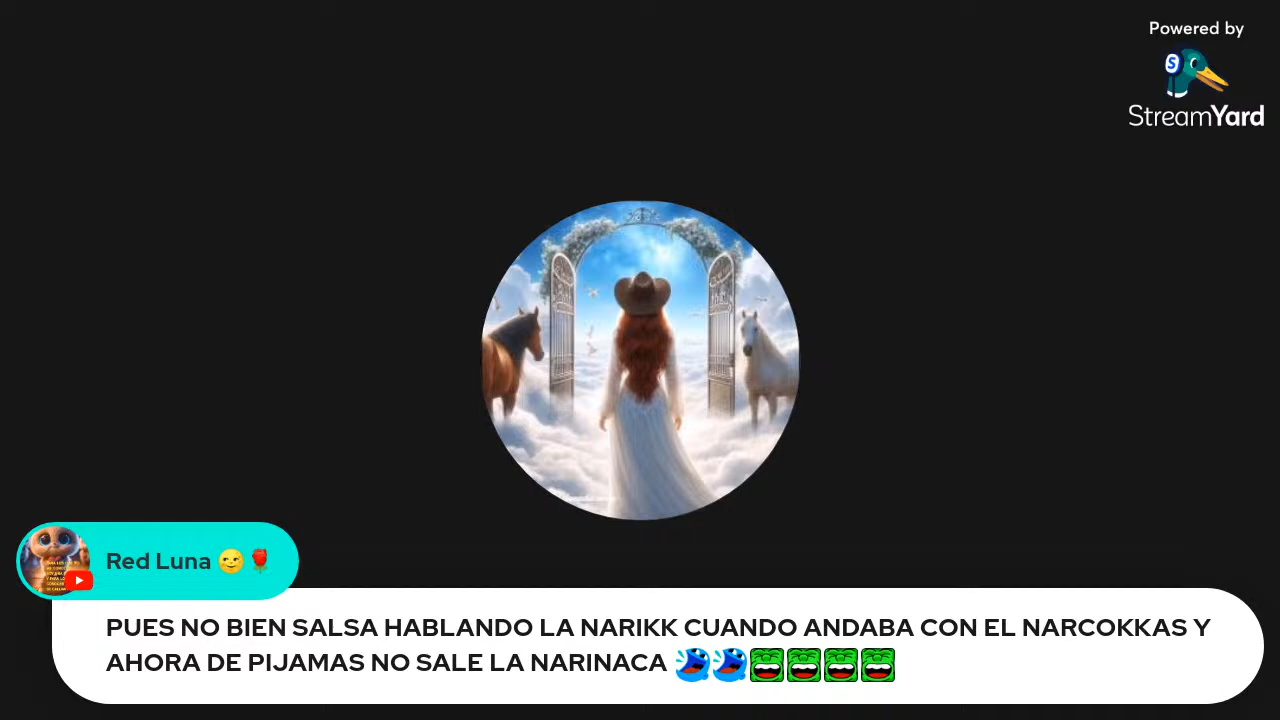 Powered by
StreamYard
Red Luna 🌝🌹
PUES NO BIEN SALSA HABLANDO LA NARIKK CUANDO ANDABA CON EL NARCOKKAS Y
AHORA DE PIJAMAS NO SALE LA NARINACA